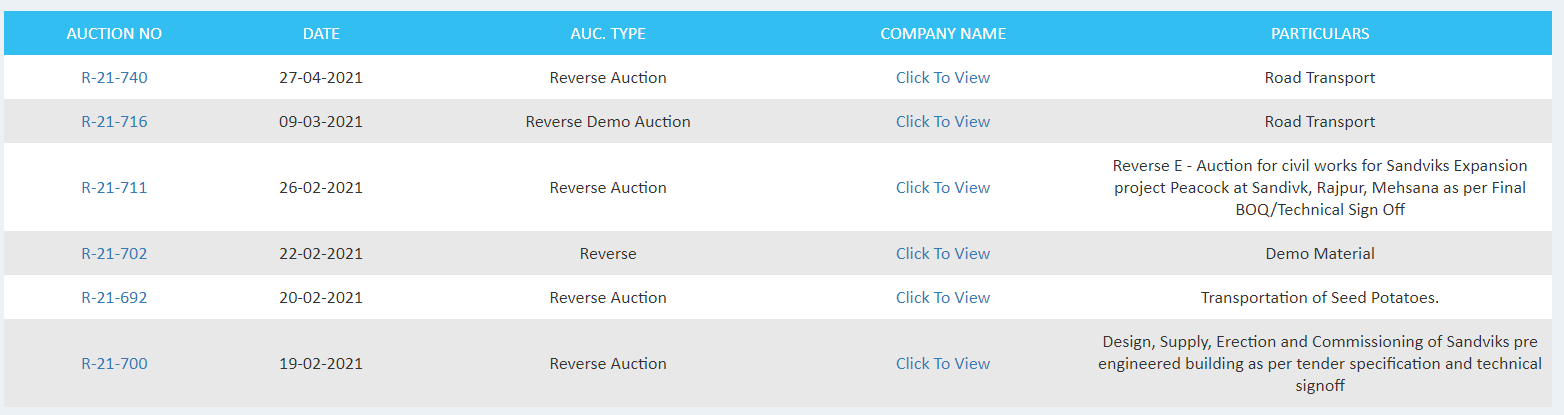 AUCTION NO DATE AUC. TYPE COMPANY NAME PARTICULARS
R-21-740 27-04-2021 Reverse Auction Click To View Road Transport
R-21-716 09-03-2021 Reverse Demo Auction Click To View Road Transport
R-21-711 26-02-2021 Reverse Auction Click To View Reverse E - Auction for civil works for Sandviks Expansion
project Peacock at Sandivk, Rajpur, Mehsana as per Final
BOQ/Technical Sign Off
R-21-702 22-02-2021 Reverse Click To View Demo Material
R-21-692 20-02-2021 Reverse Auction Click To View Transportation of Seed Potatoes.
R-21-700 19-02-2021 Reverse Auction Click To View Design, Supply, Erection and Commissioning of Sandviks pre
engineered building as per tender specification and technical
signoff